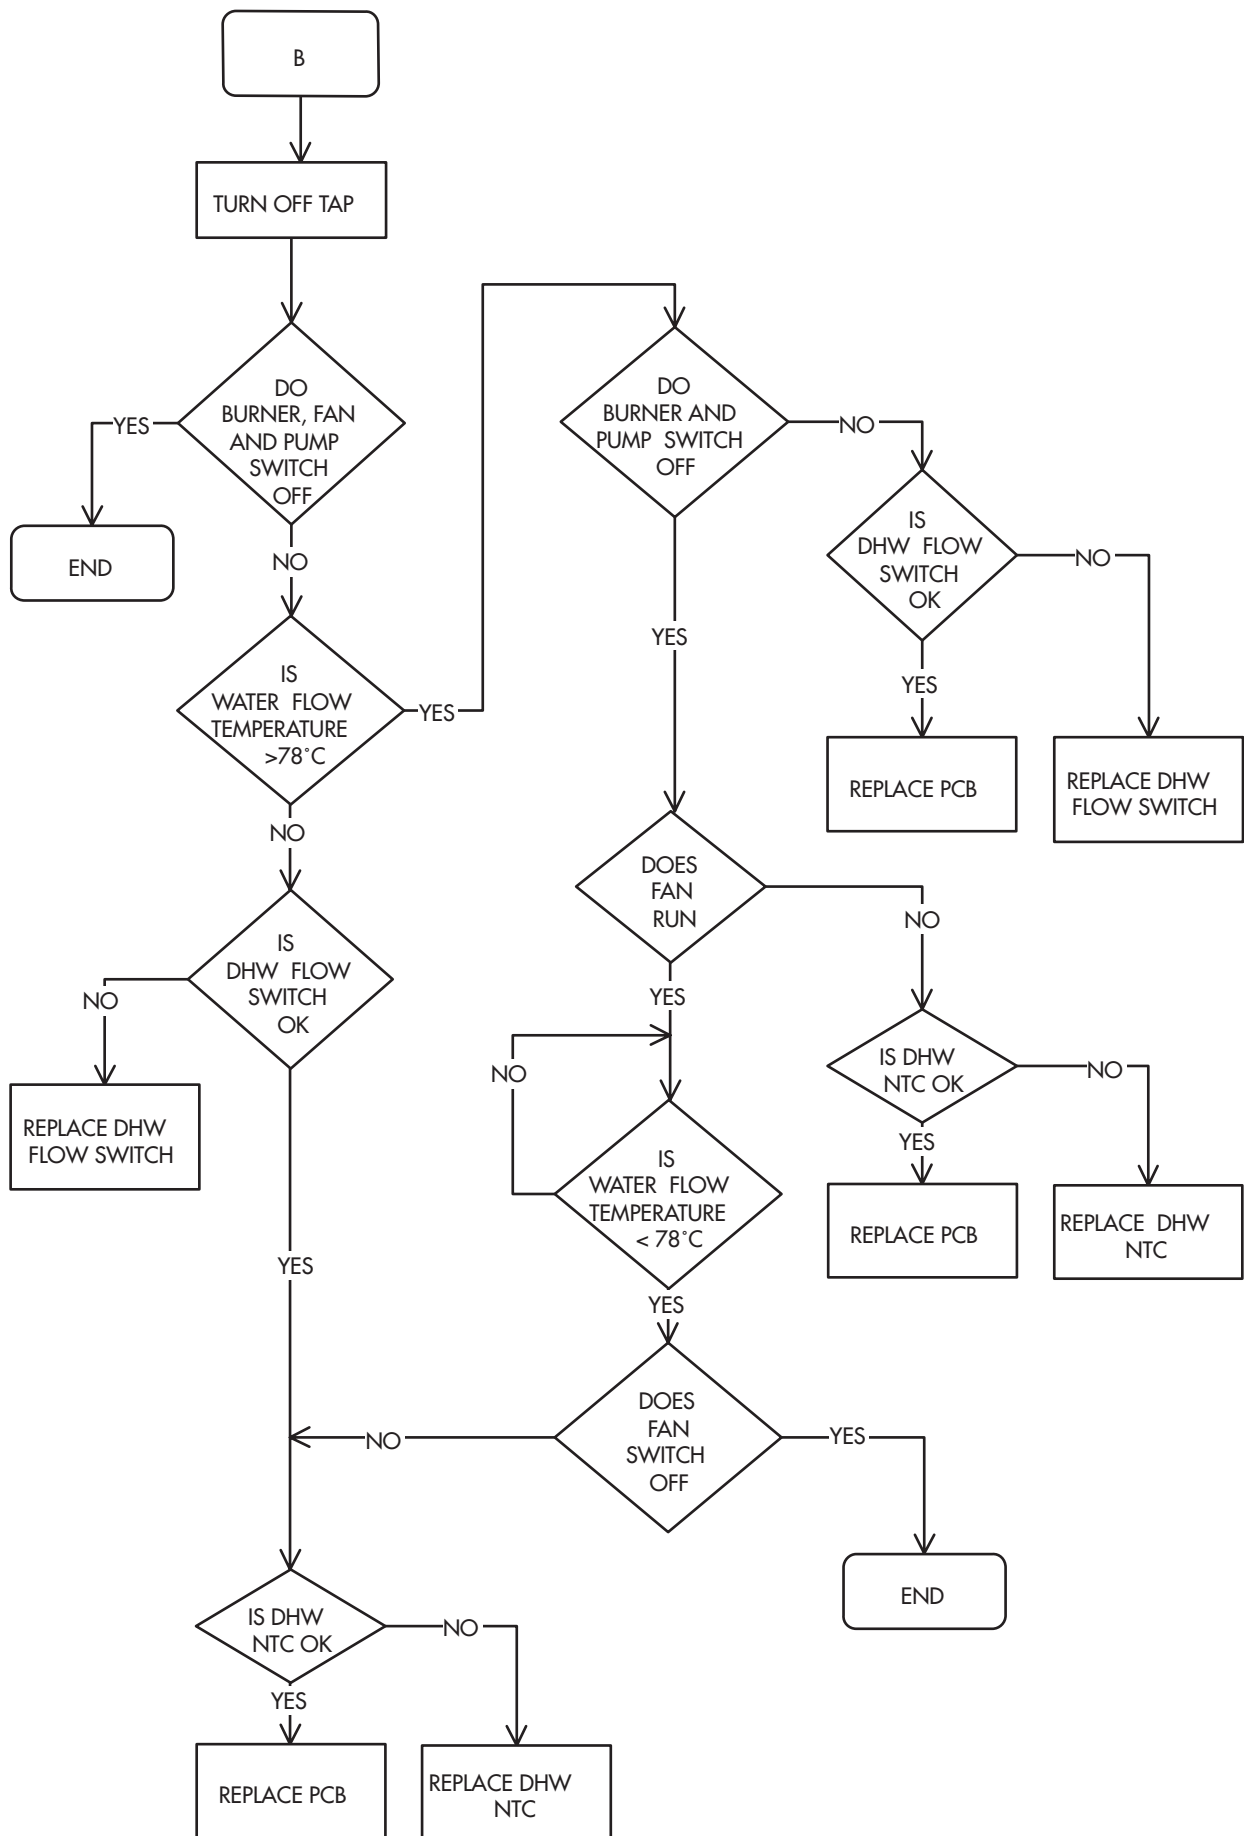 B
TURN OFF TAP
DO
BURNER, FAN
AND PUMP
SWITCH
OFF
YES
END
NO
IS
WATER FLOW
TEMPERATURE
>78°C
YES
DO
BURNER AND
PUMP SWITCH
OFF
NO
IS
DHW FLOW
SWITCH
OK
NO
YES
REPLACE PCB
REPLACE DHW
FLOW SWITCH
YES
NO
IS
DHW FLOW
SWITCH
OK
NO
REPLACE DHW
FLOW SWITCH
YES
DOES
FAN
RUN
NO
YES
NO
IS DHW
NTC OK
NO
YES
REPLACE PCB
REPLACE DHW
NTC
IS
WATER FLOW
TEMPERATURE
< 78°C
YES
DOES
FAN
SWITCH
OFF
NO
YES
END
IS DHW
NTC OK
NO
YES
REPLACE PCB
REPLACE DHW
NTC